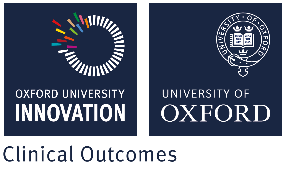 OXFORD UNIVERSITY
INNOVATION
UNIVERSITY OF
OXFORD
Clinical Outcomes